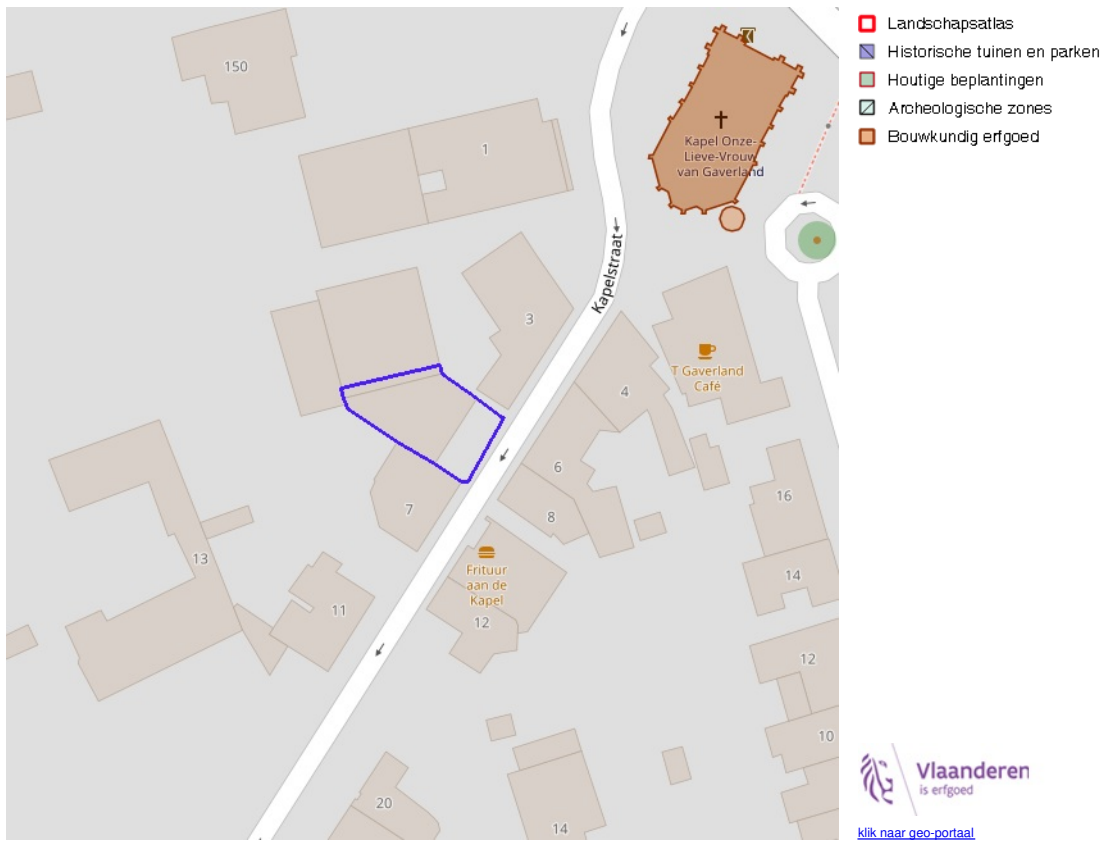 150
1
Kapel Onze-
Lieve-Vrouw
van Gaverland
Kapelstraat
3
T Gaverland
Café
4
6
16
7
8
13
Frituur
aan de
Kapel
14
11
12
12
10
20
14
Landschapsatlas
Historische tuinen en parken
Houtige beplantingen
Archeologische zones
Bouwkundig erfgoed
Vlaanderen
is erfgoed
klik naar geo-portaal